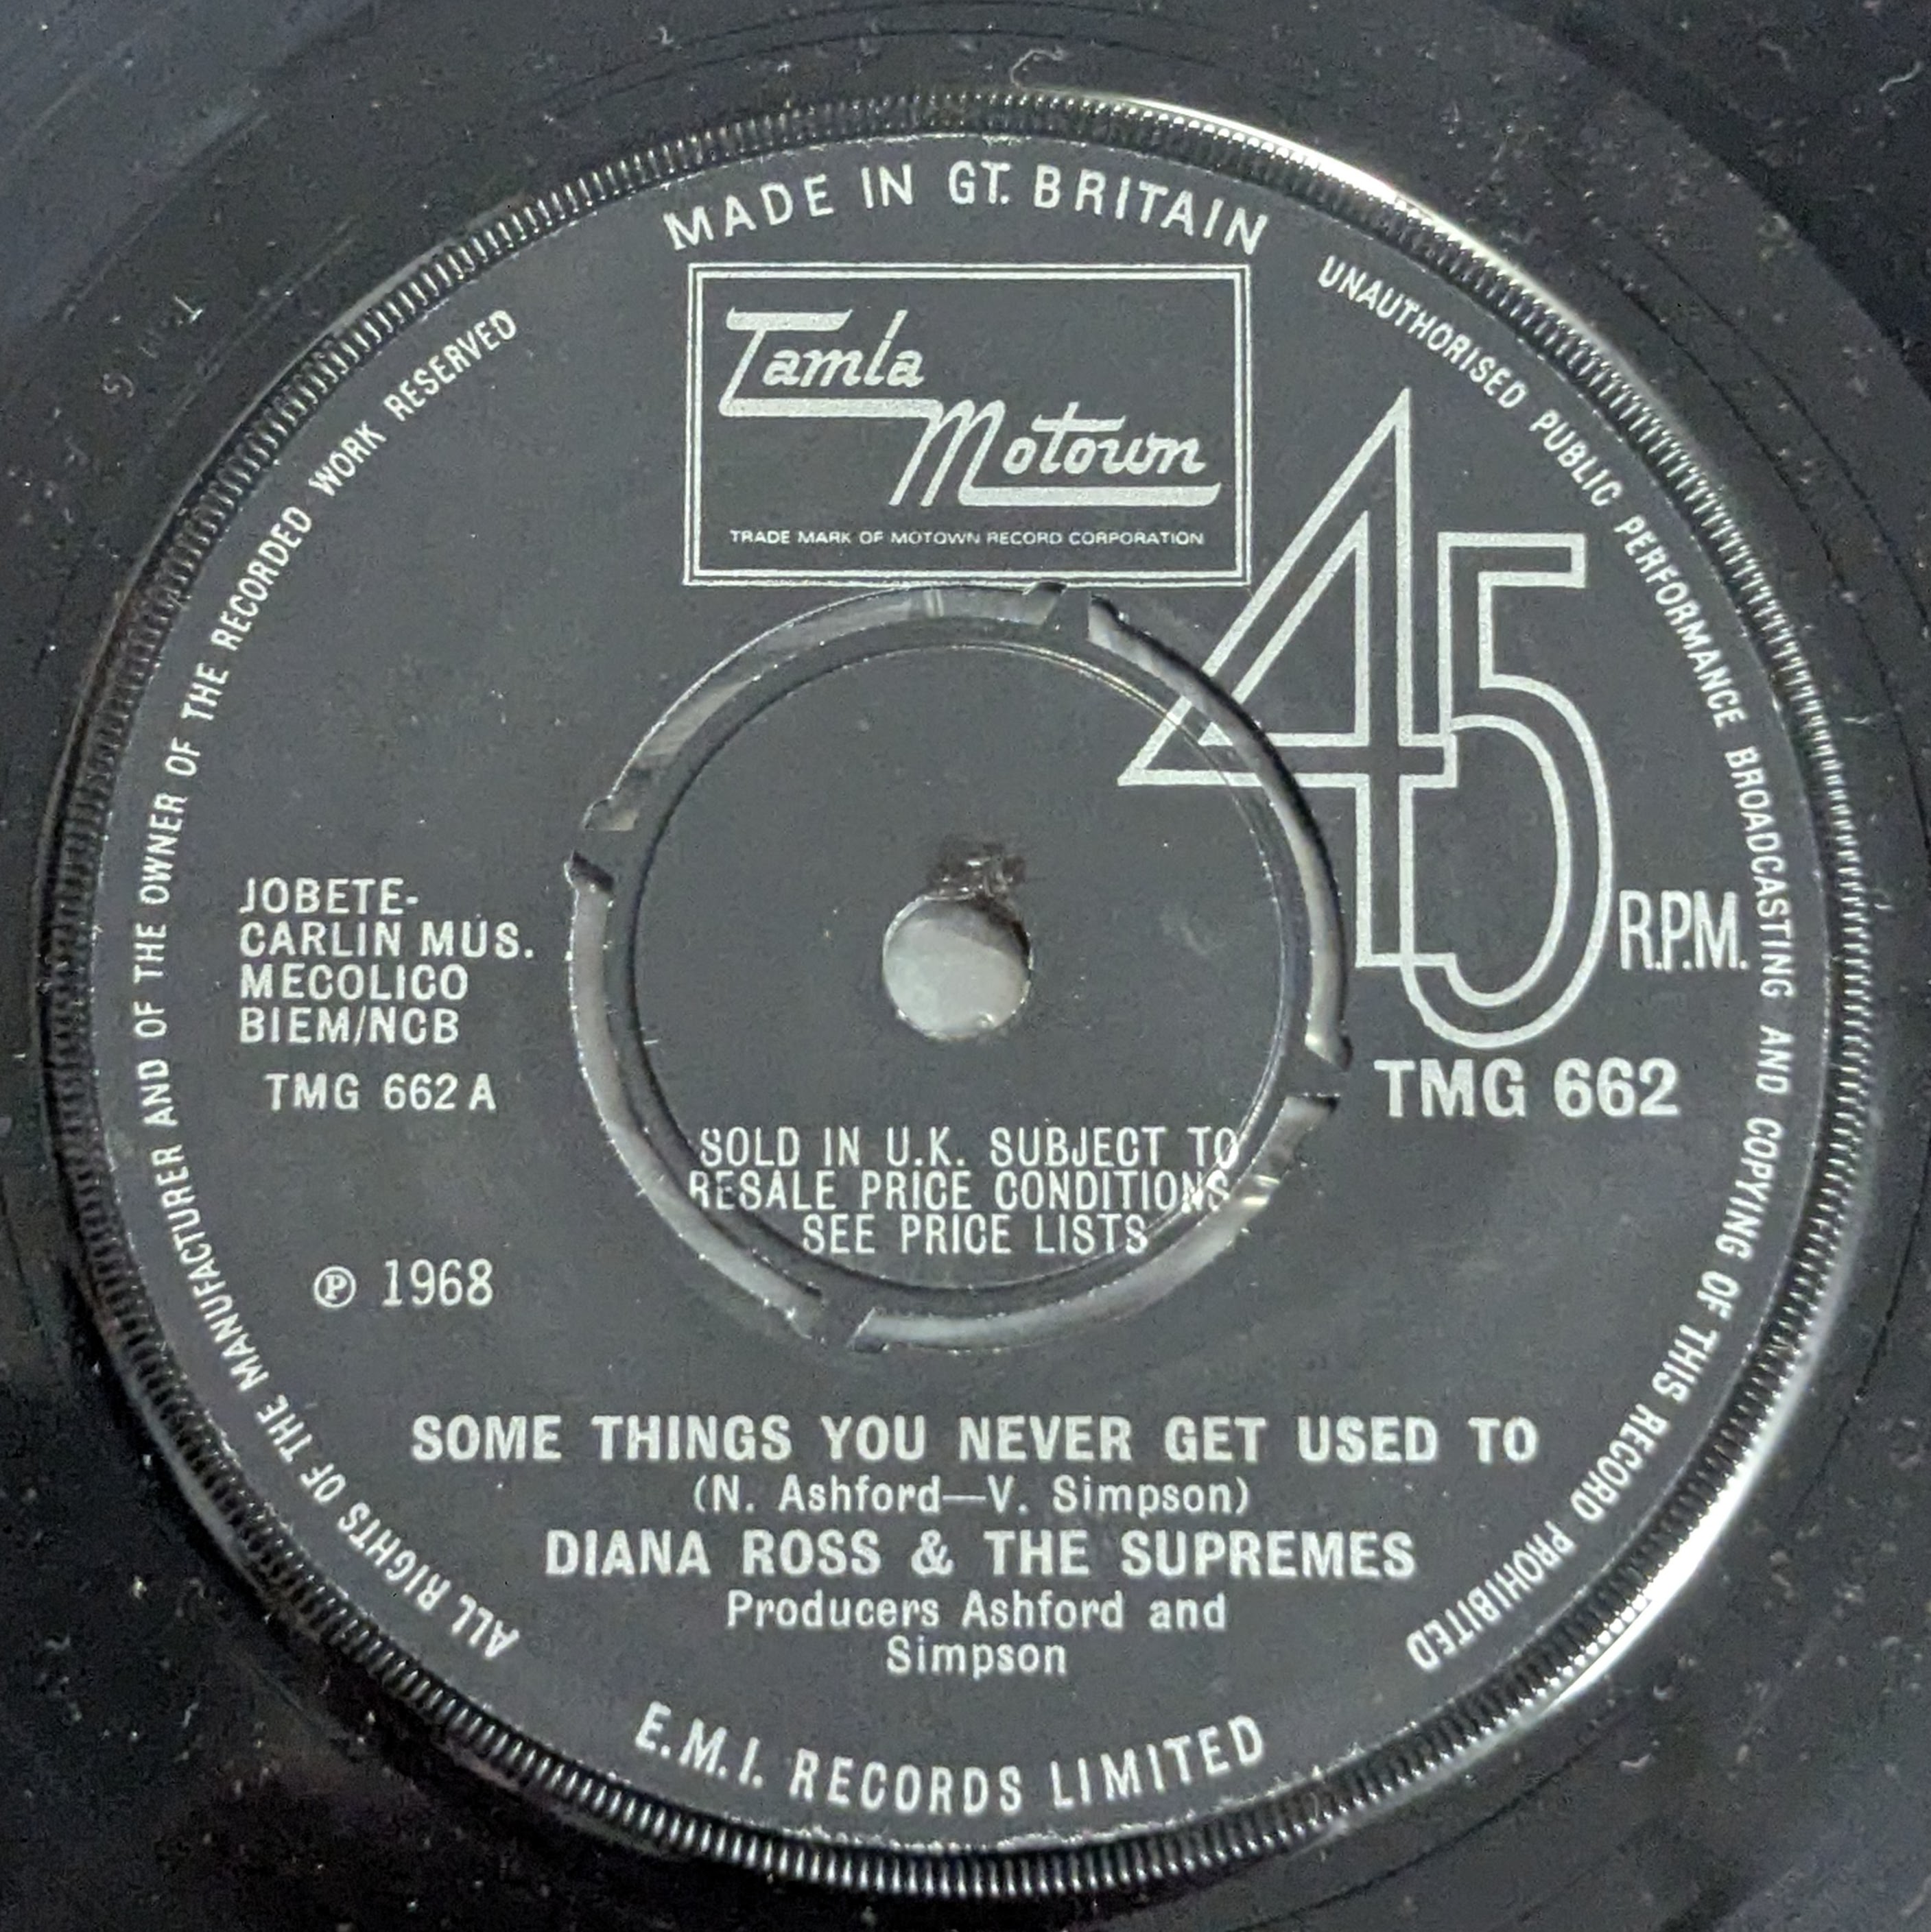 MADE IN GT. BRITAIN
Tamla
Motown
TRADE MARK OF MOTOWN RECORD CORPORATION
UNAUTHORISED PUBLIC PERFORMANCE BROADCASTING AND COPYING OF THIS RECORD PROHIBITED
ALL RIGHTS OF THE MANUFACTURER AND OF THE OWNER OF THE RECORDED WORK RESERVED
45 R.P.M.
JOBETE-
CARLIN MUS.
MECOLICO
BIEM/NCB
TMG 662 A
TMG 662
SOLD IN U.K. SUBJECT TO
RESALE PRICE CONDITIONS
SEE PRICE LISTS
℗ 1968
SOME THINGS YOU NEVER GET USED TO
(N. Ashford—V. Simpson)
DIANA ROSS & THE SUPREMES
Producers Ashford and
Simpson
E.M.I. RECORDS LIMITED